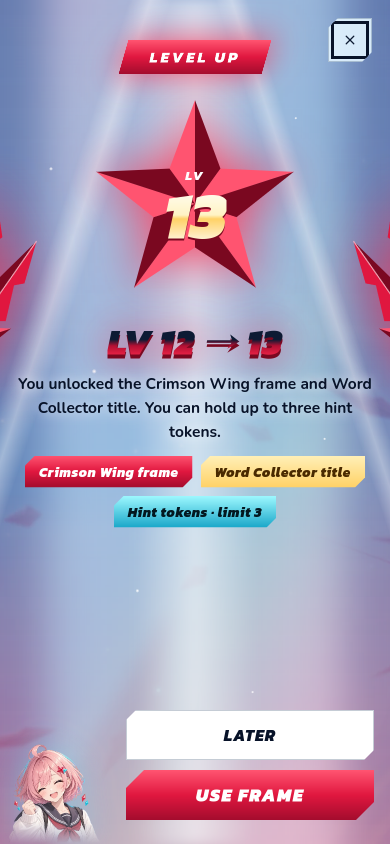 ×
LEVEL UP
LV
13
LV 12 → 13
You unlocked the Crimson Wing frame and Word
Collector title. You can hold up to three hint
tokens.
Crimson Wing frame
Word Collector title
Hint tokens · limit 3
LATER
USE FRAME